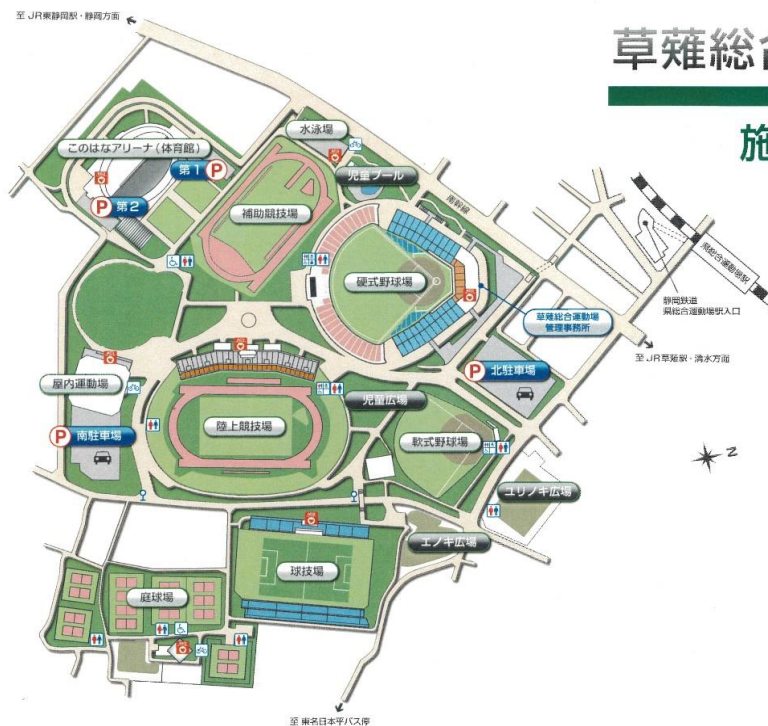 至 JR東静岡駅・静岡方面
草薙総合
施
水泳場
このはなアリーナ(体育館)
第1 P
児童プール
P 第2
補助競技場
南幹線
硬式野球場
県総合運動場駅
静岡鉄道
県総合運動場駅入口
草薙総合運動場
管理事務所
至 JR草薙駅・清水方面
屋内運動場
P 北駐車場
児童広場
P 南駐車場
陸上競技場
軟式野球場
Z
ユリノキ広場
エノキ広場
球技場
庭球場
至 東名日本平バス停